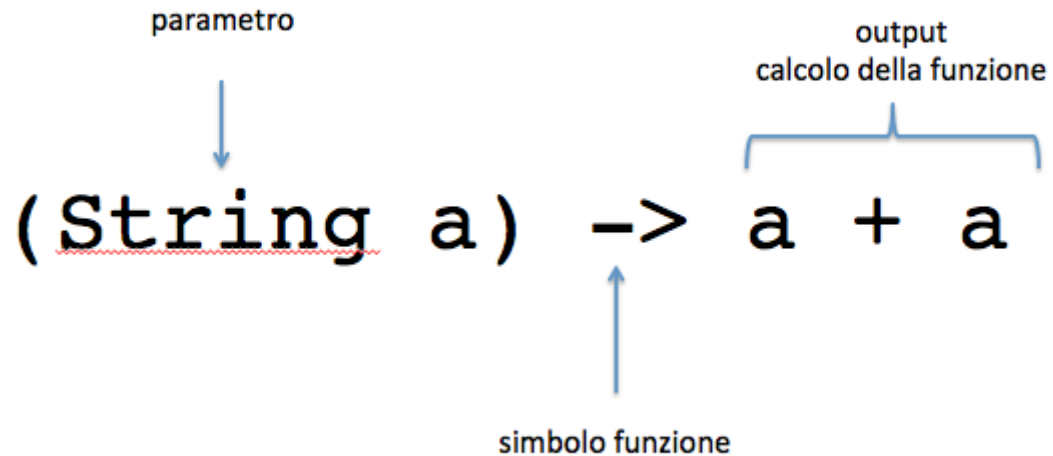 parametro
output
calcolo della funzione
(String a) -> a + a
simbolo funzione